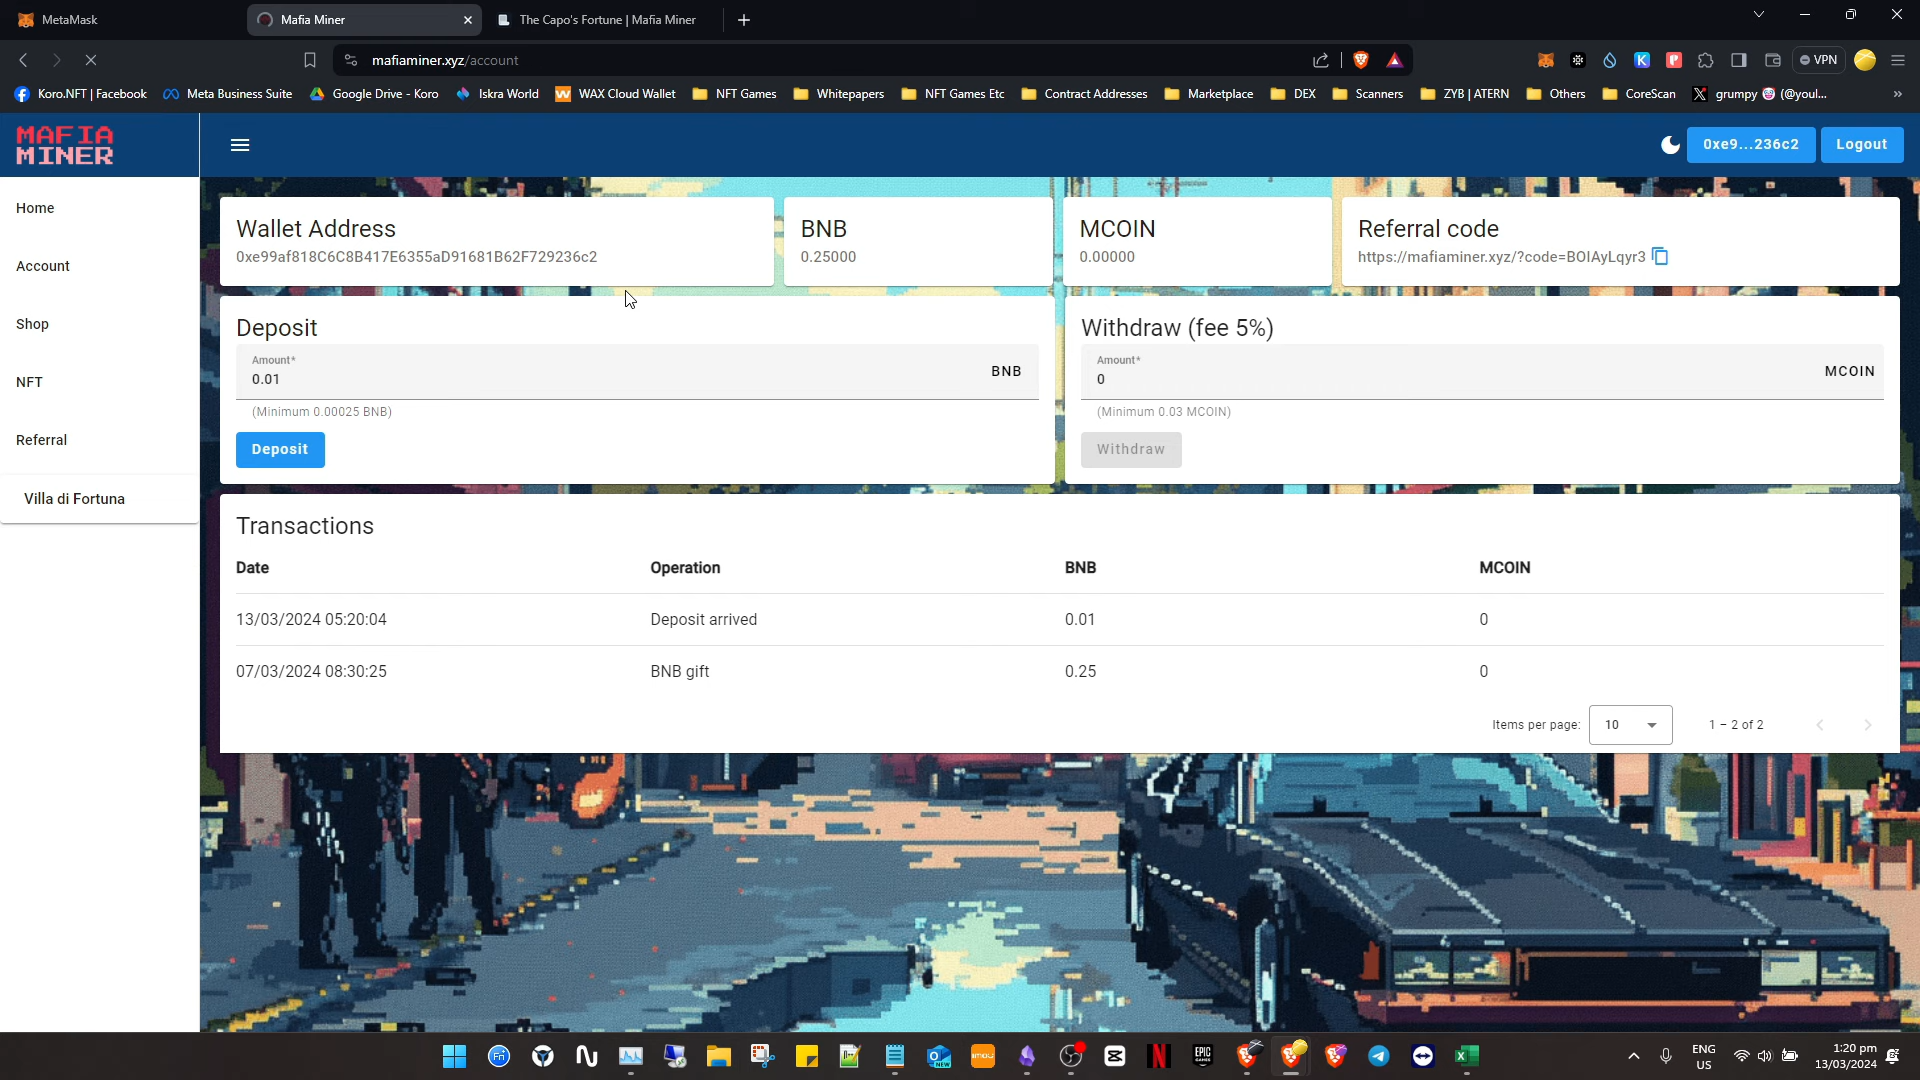 MetaMask
Mafia Miner
The Capo's Fortune | Mafia Miner
mafiaminer.xyz/account
VPN
Koro.NFT | Facebook
Meta Business Suite
Google Drive - Koro
Iskra World
WAX Cloud Wallet
NFT Games
Whitepapers
NFT Games Etc
Contract Addresses
Marketplace
DEX
Scanners
ZYB | ATERN
Others
CoreScan
grumpy (@youl...
MAFIA
MINER
0xe9...236c2
Logout
Home
Account
Shop
NFT
Referral
Villa di Fortuna
Wallet Address
0xe99af818C6C8B417E6355aD91681B62F729236c2
BNB
0.25000
MCOIN
0.00000
Referral code
https://mafiaminer.xyz/?code=BOIAyLqyr3
Deposit
Amount*
0.01
BNB
(Minimum 0.00025 BNB)
Deposit
Withdraw (fee 5%)
Amount*
0
MCOIN
(Minimum 0.03 MCOIN)
Withdraw
Transactions
Date Operation BNB MCOIN
13/03/2024 05:20:04 Deposit arrived 0.01 0
07/03/2024 08:30:25 BNB gift 0.25 0
Items per page: 10 1 – 2 of 2
NEW
EPIC
GAMES
ENG
US
1:20 pm
13/03/2024